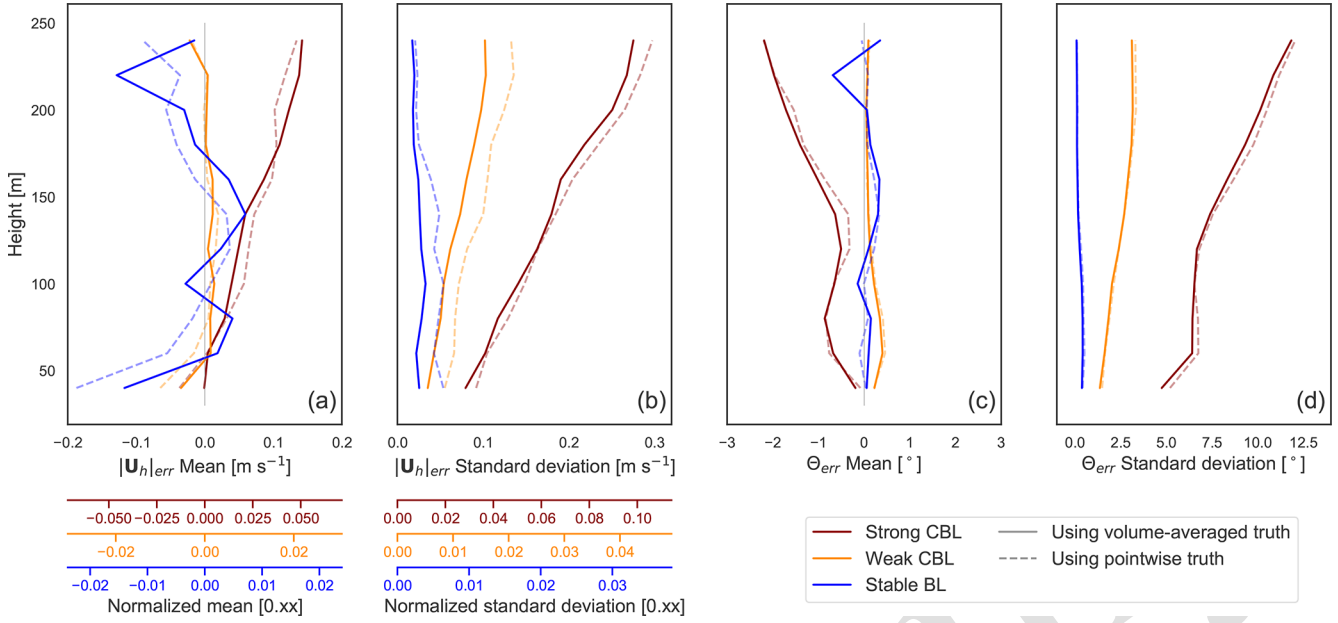 250
200
150
100
50
Height [m]
(a)
(b)
(c)
(d)
−0.2 −0.1 0.0 0.1 0.2
|U_h|_err Mean [m s⁻¹]
0.0 0.1 0.2 0.3
|U_h|_err Standard deviation [m s⁻¹]
−3 −2 −1 0 1 2 3
Θ_err Mean [°]
0.0 2.5 5.0 7.5 10.0 12.5
Θ_err Standard deviation [°]
−0.050 −0.025 0.000 0.025 0.050
−0.02 0.00 0.02
−0.02 −0.01 0.00 0.01 0.02
Normalized mean [0.xx]
0.00 0.02 0.04 0.06 0.08 0.10
0.00 0.01 0.02 0.03 0.04
0.00 0.01 0.02 0.03
Normalized standard deviation [0.xx]
Strong CBL
Weak CBL
Stable BL
Using volume-averaged truth
Using pointwise truth